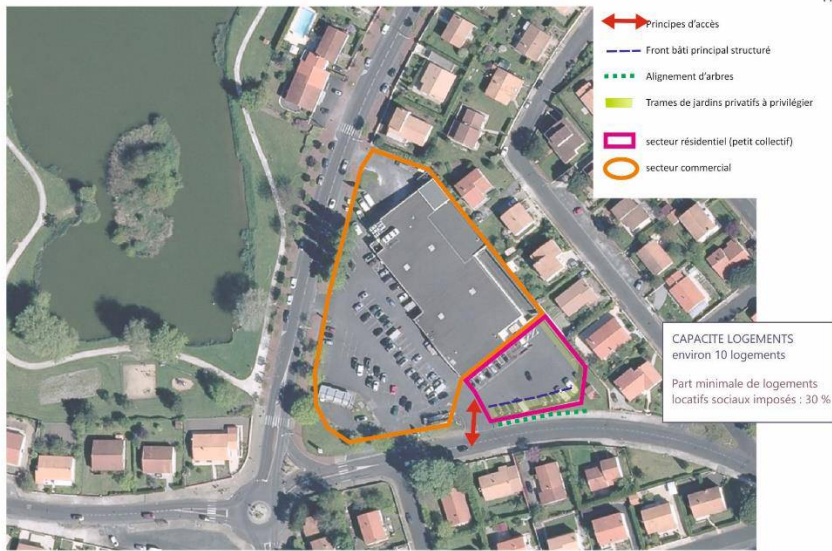 Principes d'accès
Front bâti principal structuré
Alignement d'arbres
Trames de jardins privatifs à privilégier
secteur résidentiel (petit collectif)
secteur commercial
CAPACITE LOGEMENTS
environ 10 logements
Part minimale de logements
locatifs sociaux imposés : 30 %